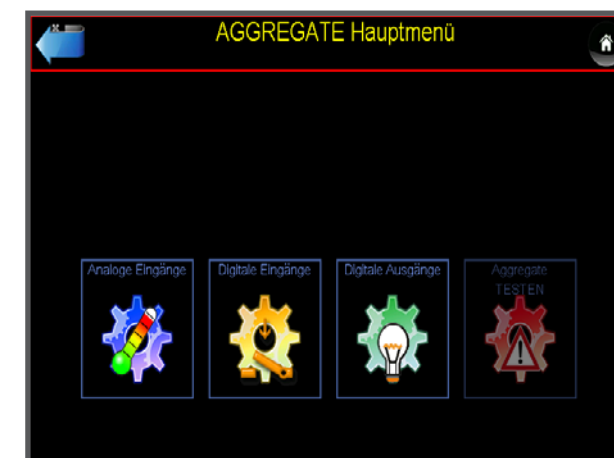 AGGREGATE Hauptmenü
Analoge Eingänge
Digitale Eingänge
Digitale Ausgänge
Aggregate
TESTEN